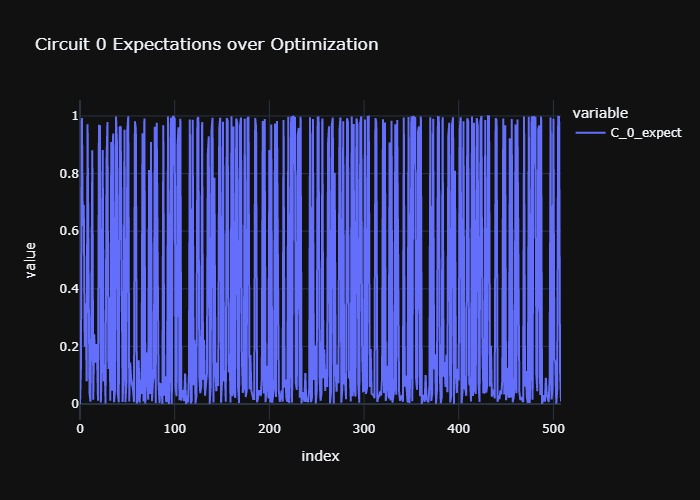 Circuit 0 Expectations over Optimization
variable
C_0_expect
1
0.8
0.6
0.4
0.2
0
value
0 100 200 300 400 500
index